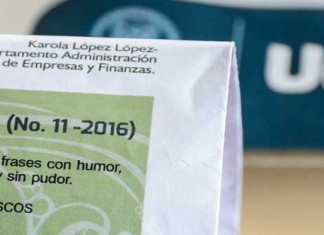 Karola López López-
artamento Administración
de Empresas y Finanzas.
(No. 11 -2016)
frases con humor,
y sin pudor.
SCOS